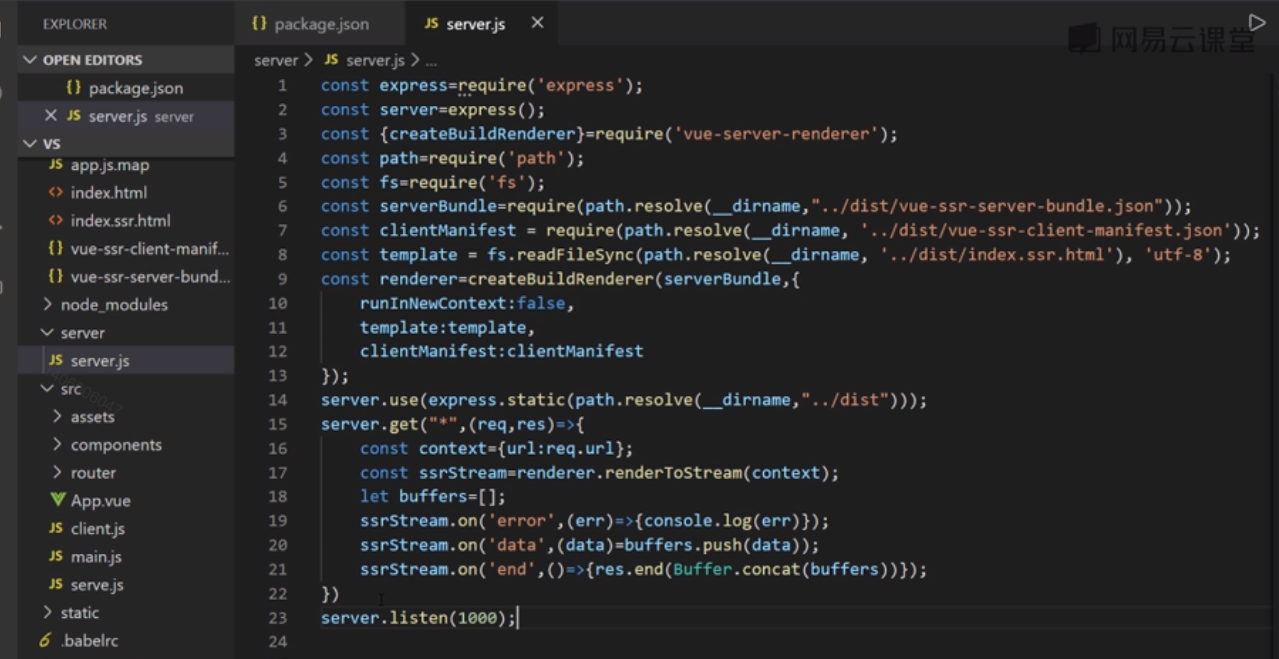 EXPLORER
OPEN EDITORS
{} package.json
JS server.js server
VS
JS app.js.map
<> index.html
<> index.ssr.html
{} vue-ssr-client-manif...
{} vue-ssr-server-bund...
node_modules
server
JS server.js
src
assets
components
router
App.vue
JS client.js
JS main.js
JS serve.js
static
.babelrc
{} package.json
JS server.js
网易云课堂
server > JS server.js > ...
1 const express=require('express');
2 const server=express();
3 const {createBuildRenderer}=require('vue-server-renderer');
4 const path=require('path');
5 const fs=require('fs');
6 const serverBundle=require(path.resolve(__dirname,"../dist/vue-ssr-server-bundle.json"));
7 const clientManifest = require(path.resolve(__dirname, '../dist/vue-ssr-client-manifest.json'));
8 const template = fs.readFileSync(path.resolve(__dirname, '../dist/index.ssr.html'), 'utf-8');
9 const renderer=createBuildRenderer(serverBundle,{
10 runInNewContext:false,
11 template:template,
12 clientManifest:clientManifest
13 });
14 server.use(express.static(path.resolve(__dirname,"../dist")));
15 server.get("*",(req,res)=>{
16 const context={url:req.url};
17 const ssrStream=renderer.renderToStream(context);
18 let buffers=[];
19 ssrStream.on('error',(err)=>{console.log(err)});
20 ssrStream.on('data',(data)=buffers.push(data));
21 ssrStream.on('end',()=>{res.end(Buffer.concat(buffers))});
22 })
23 server.listen(1000);
24